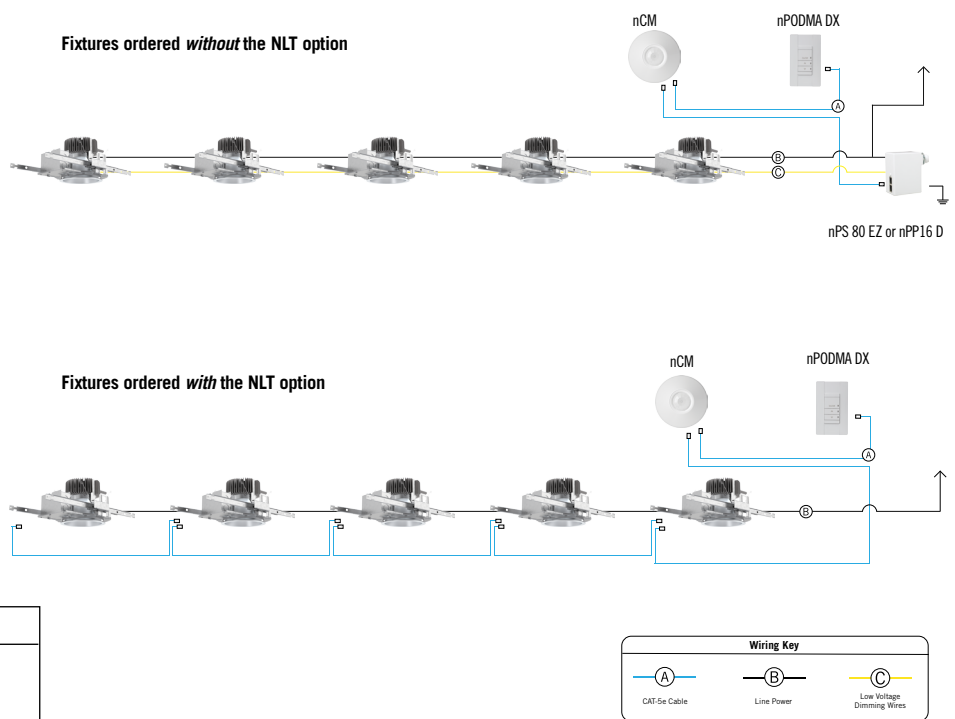 nCM
nPODMA DX
Fixtures ordered without the NLT option
A
B
C
nPS 80 EZ or nPP16 D
nCM
nPODMA DX
Fixtures ordered with the NLT option
A
B
Wiring Key
A
B
C
CAT-5e Cable
Line Power
Low Voltage
Dimming Wires